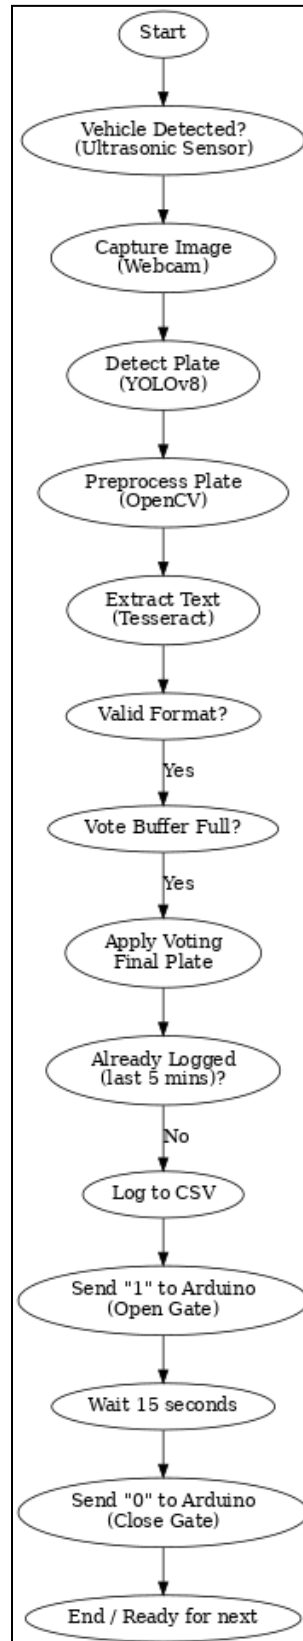 Start
Vehicle Detected?
(Ultrasonic Sensor)
Capture Image
(Webcam)
Detect Plate
(YOLOv8)
Preprocess Plate
(OpenCV)
Extract Text
(Tesseract)
Valid Format?
Yes
Vote Buffer Full?
Yes
Apply Voting
Final Plate
Already Logged
(last 5 mins)?
No
Log to CSV
Send "1" to Arduino
(Open Gate)
Wait 15 seconds
Send "0" to Arduino
(Close Gate)
End / Ready for next